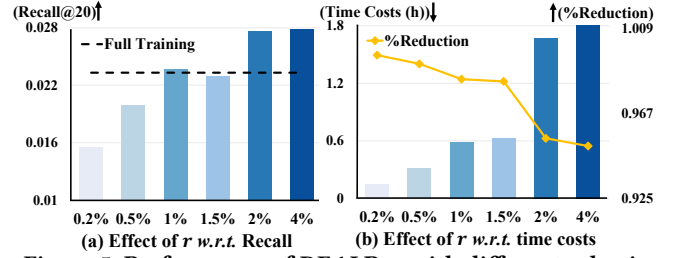 (Recall@20)↑
0.028
0.022
0.016
0.01
Full Training
0.2% 0.5% 1% 1.5% 2% 4%
(a) Effect of r w.r.t. Recall
(Time Costs (h))↓ ↑(%Reduction)
1.8
1.2
0.6
0
%Reduction
1.009
0.967
0.925
0.2% 0.5% 1% 1.5% 2% 4%
(b) Effect of r w.r.t. time costs